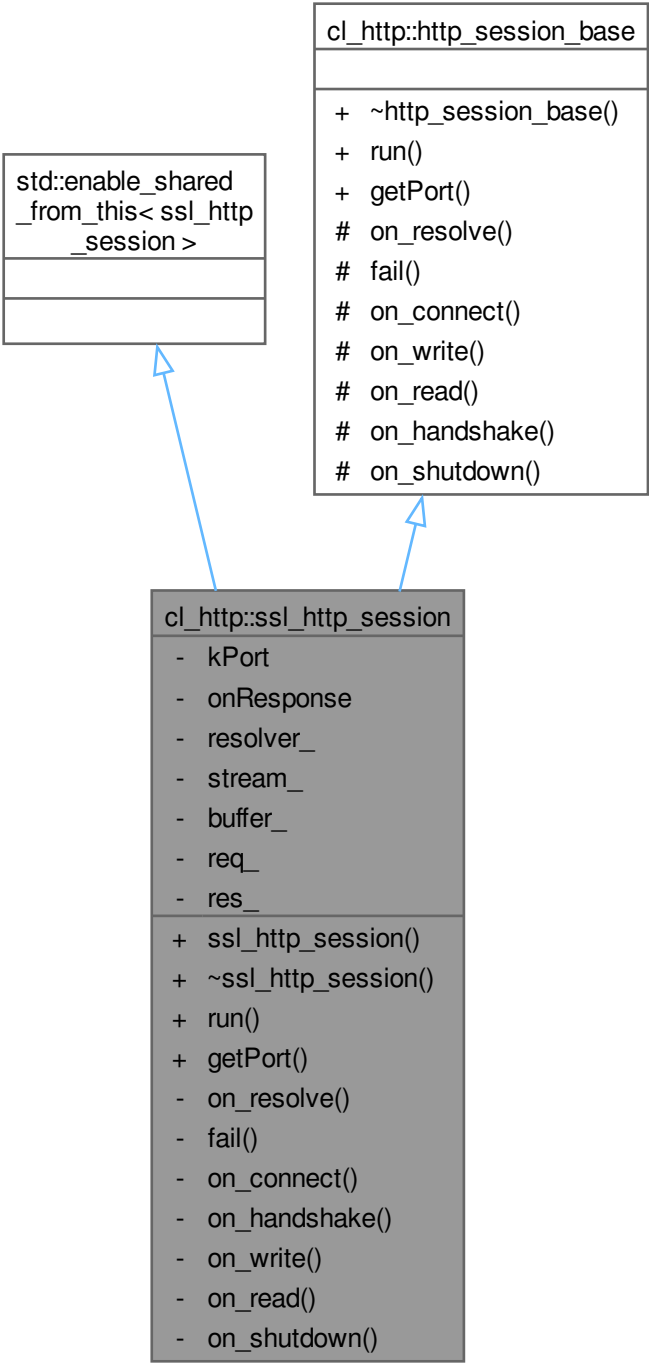 cl_http::http_session_base
+ ~http_session_base()
+ run()
+ getPort()
# on_resolve()
# fail()
# on_connect()
# on_write()
# on_read()
# on_handshake()
# on_shutdown()
std::enable_shared
_from_this< ssl_http
_session >
cl_http::ssl_http_session
- kPort
- onResponse
- resolver_
- stream_
- buffer_
- req_
- res_
+ ssl_http_session()
+ ~ssl_http_session()
+ run()
+ getPort()
- on_resolve()
- fail()
- on_connect()
- on_handshake()
- on_write()
- on_read()
- on_shutdown()